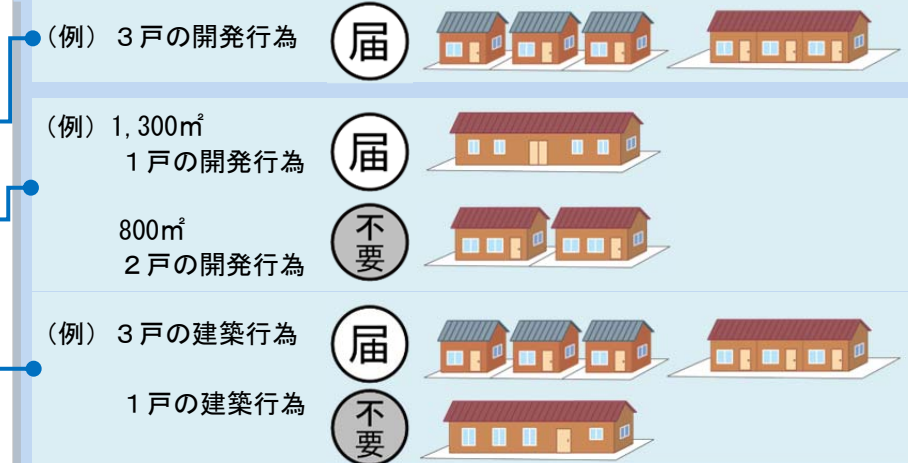 （例）３戸の開発行為 届
（例）1,300㎡
１戸の開発行為 届
800㎡
２戸の開発行為 不要
（例）３戸の建築行為 届
１戸の建築行為 不要